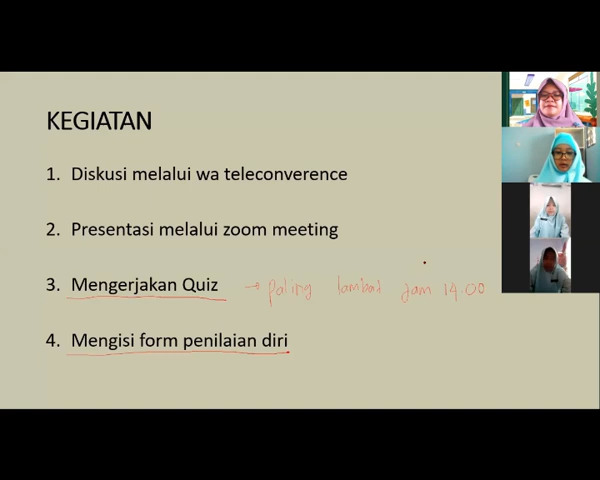 KEGIATAN
1. Diskusi melalui wa teleconverence
2. Presentasi melalui zoom meeting
3. Mengerjakan Quiz → paling lambat jam 14.00
4. Mengisi form penilaian diri